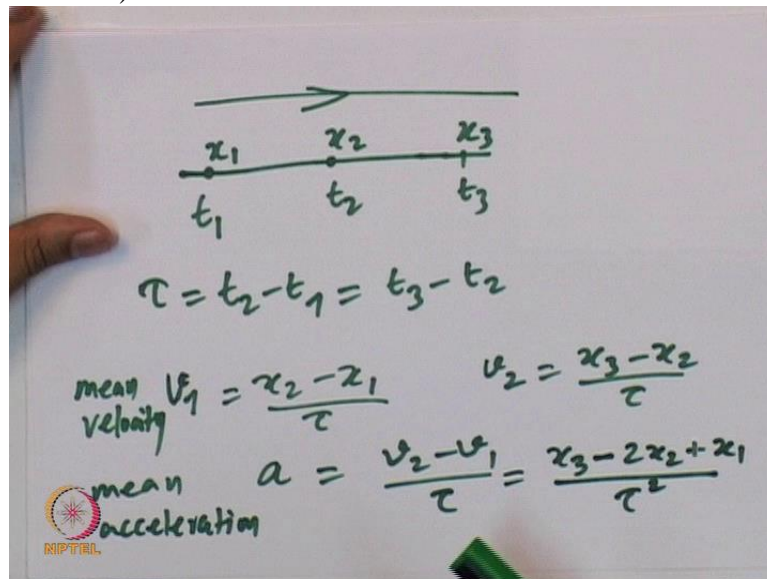 x₁ x₂ x₃
t₁ t₂ t₃
τ = t₂-t₁ = t₃-t₂
mean velocity v₁ = (x₂-x₁)/τ v₂ = (x₃-x₂)/τ
mean acceleration a = (v₂-v₁)/τ = (x₃-2x₂+x₁)/τ²
NPTEL